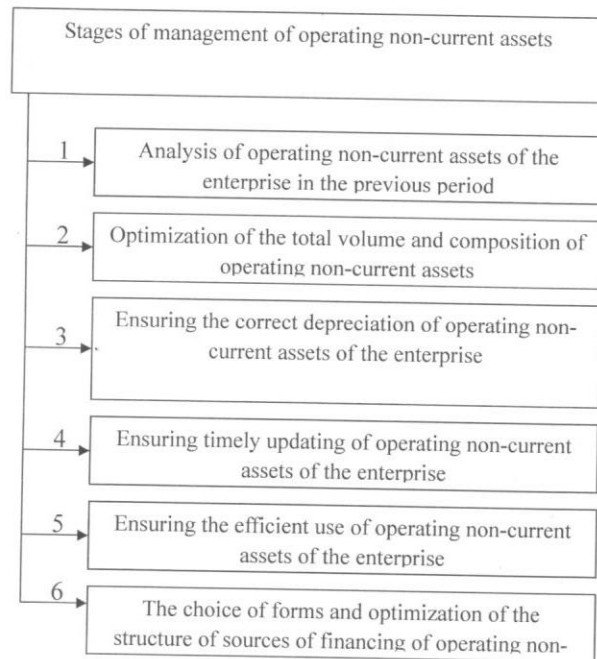 Stages of management of operating non-current assets
1
Analysis of operating non-current assets of the
enterprise in the previous period
2
Optimization of the total volume and composition of
operating non-current assets
3
Ensuring the correct depreciation of operating non-
current assets of the enterprise
4
Ensuring timely updating of operating non-current
assets of the enterprise
5
Ensuring the efficient use of operating non-current
assets of the enterprise
6
The choice of forms and optimization of the
structure of sources of financing of operating non-